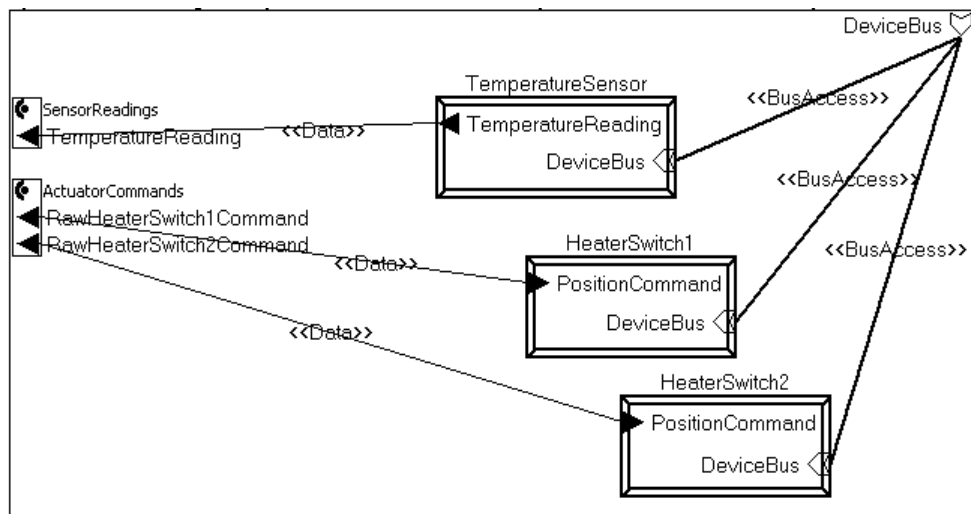 DeviceBus
TemperatureSensor
<<BusAccess>>
SensorReadings
TemperatureReading
<<Data>>
TemperatureReading
DeviceBus
<<BusAccess>>
ActuatorCommands
RawHeaterSwitch1Command
RawHeaterSwitch2Command
HeaterSwitch1
<<BusAccess>>
<<Data>>
PositionCommand
DeviceBus
<<Data>>
HeaterSwitch2
PositionCommand
DeviceBus